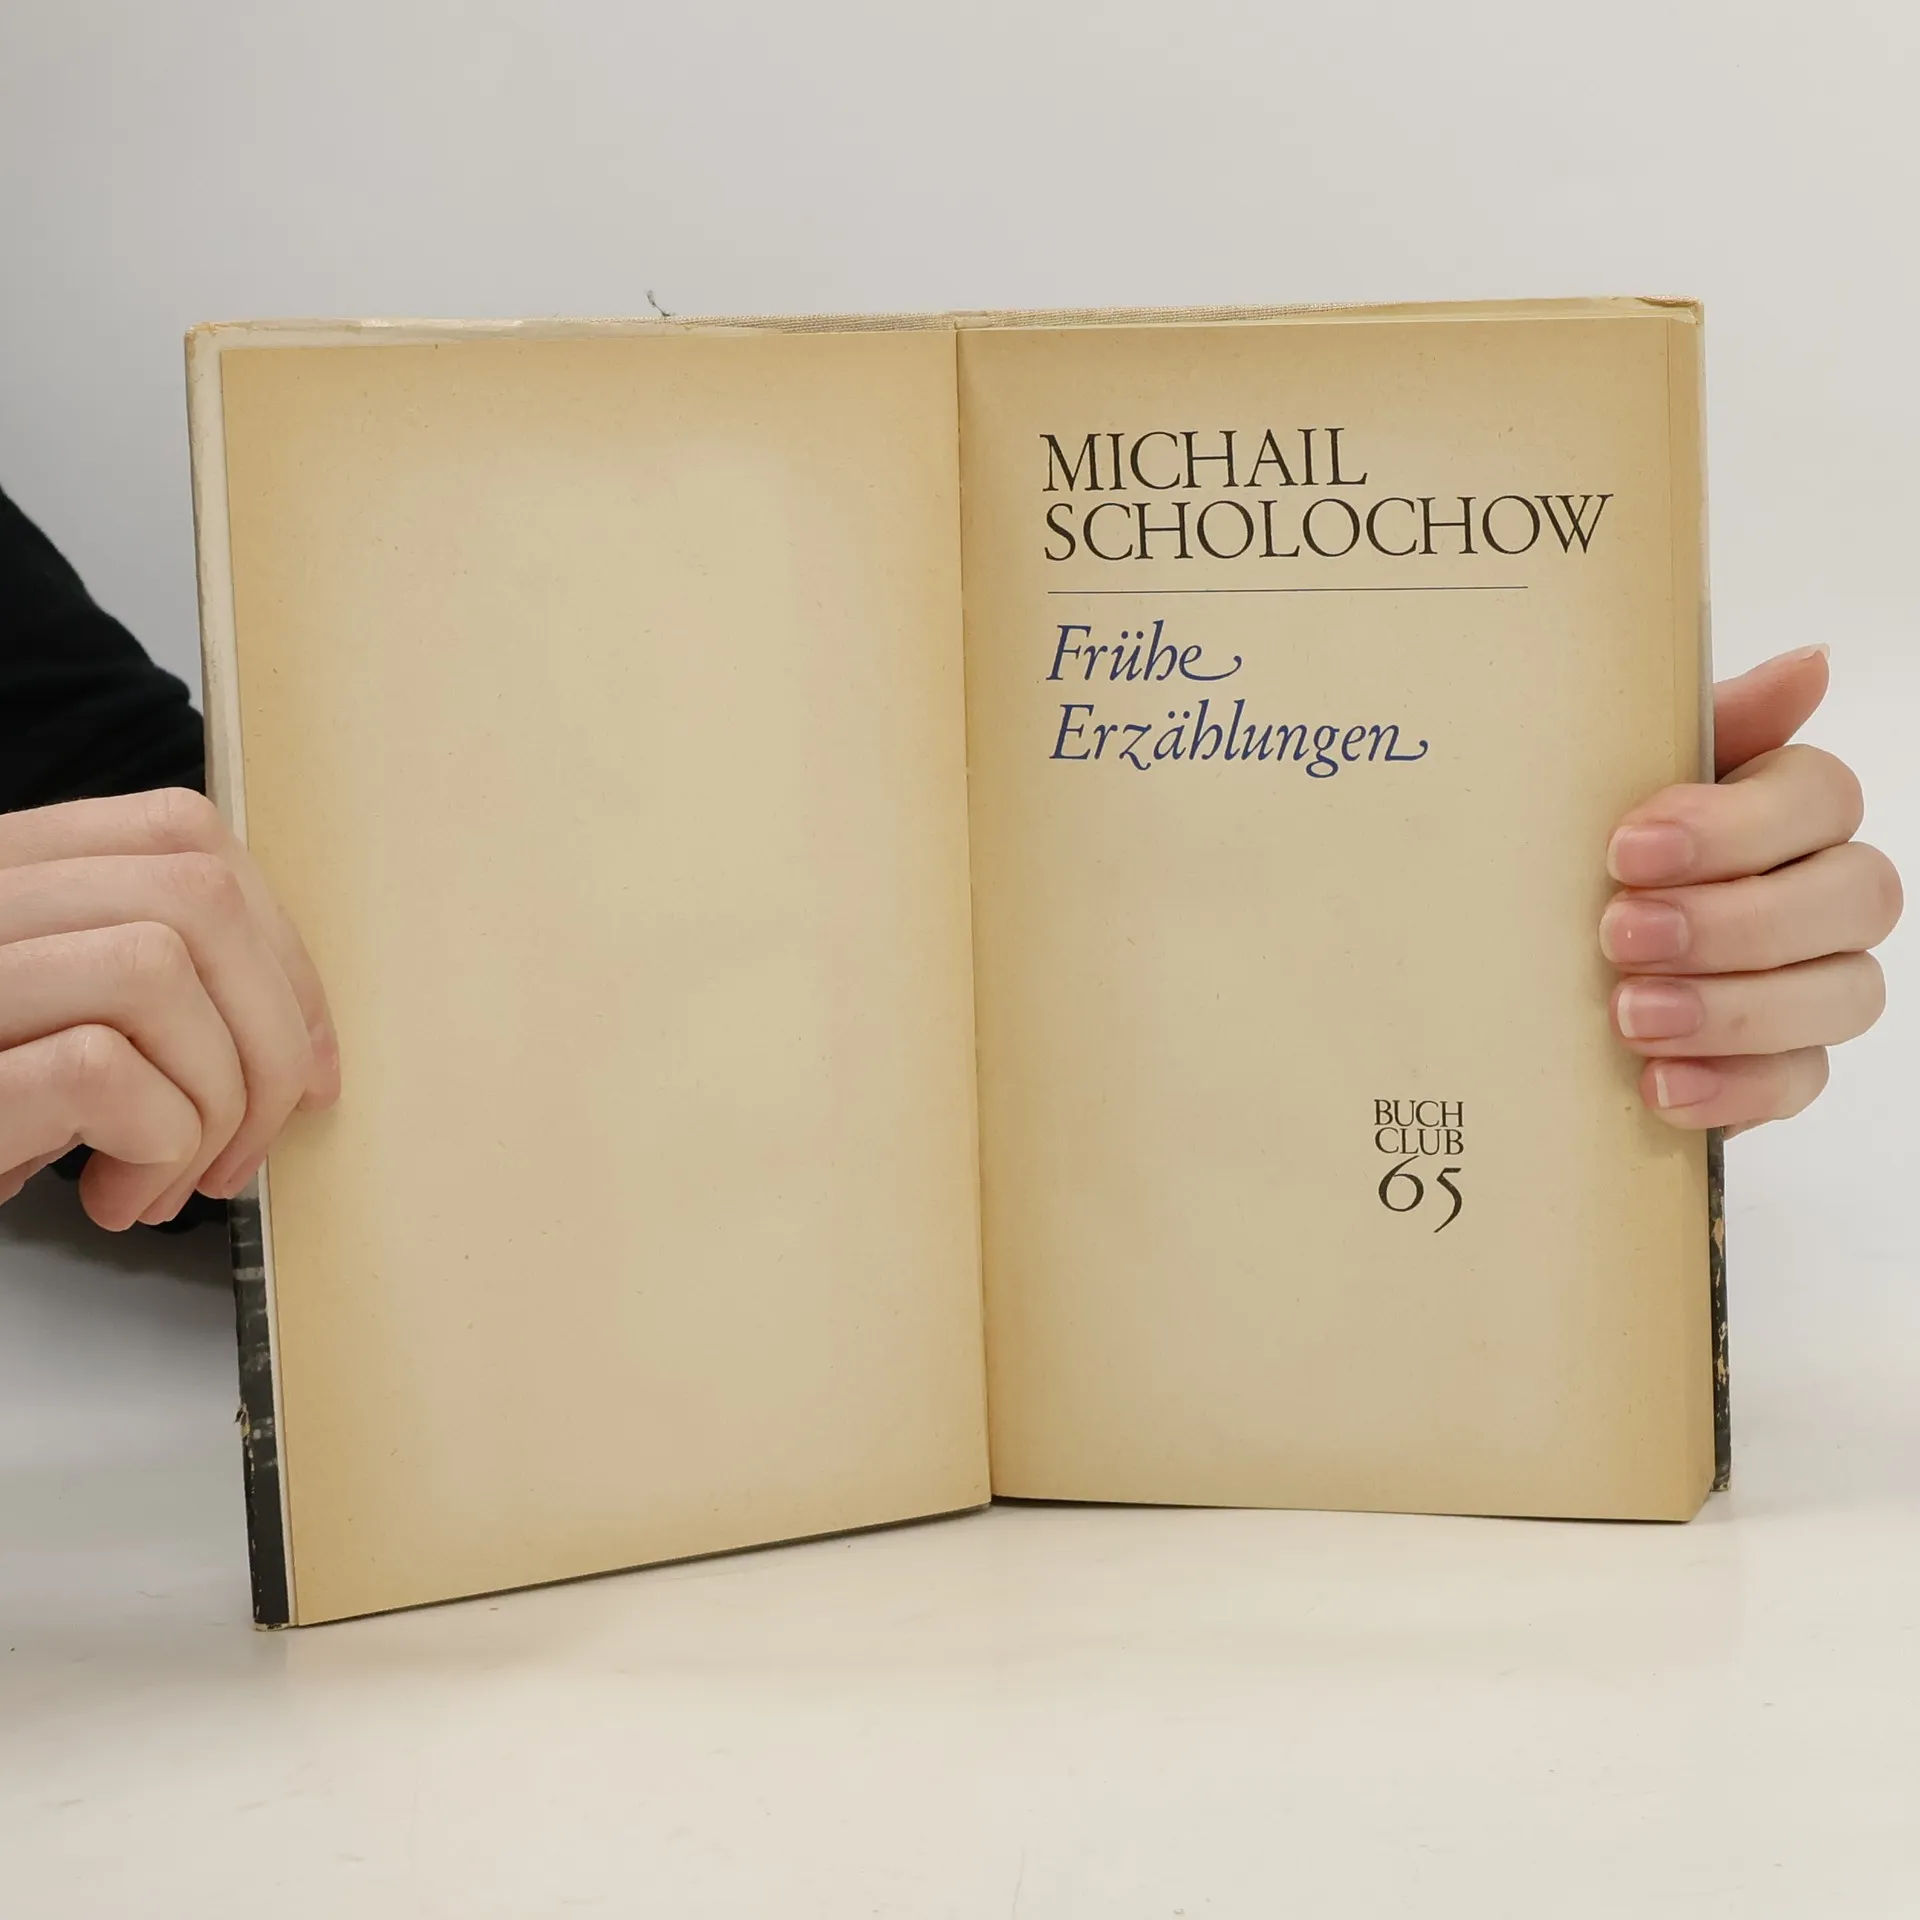 MICHAIL
SCHOLOCHOW
Frühe
Erzählungen
BUCH
CLUB
65